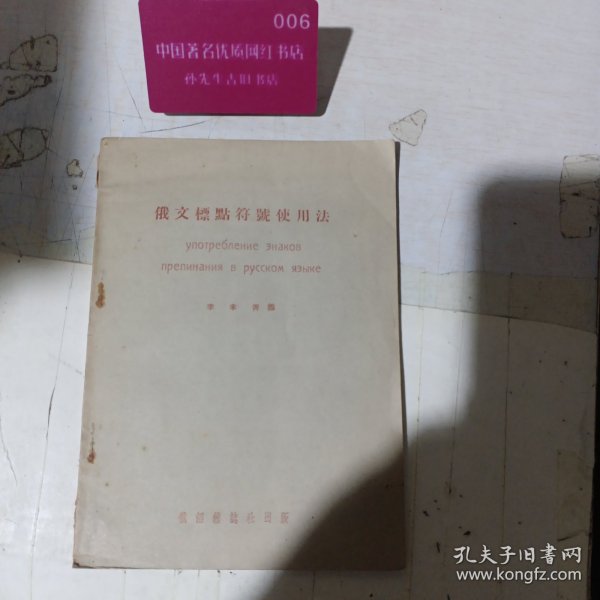 006
中国著名优质网红书店
孙先生古旧书店
俄文標點符號使用法
употребление знаков
препинания в русском языке
孔夫子旧书网
www.kongfz.com